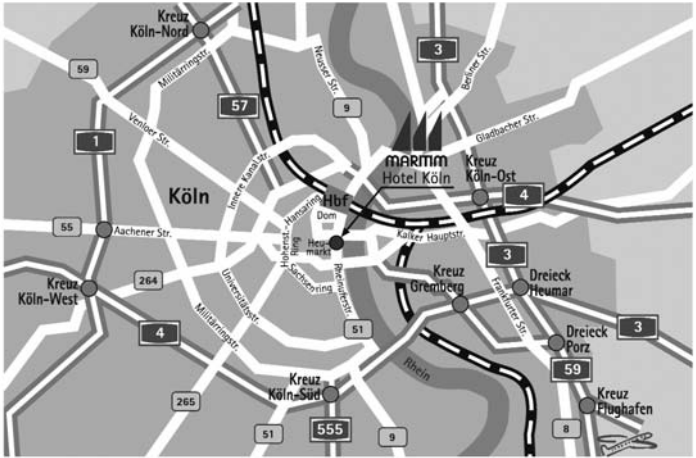 Kreuz
Köln-Nord
3
59
Militärringstr.
Neusser Str.
Berliner Str.
57
9
1
Venloer Str.
Gladbacher Str.
MARITIM
Hotel Köln
Innere Kanalstr.
Kreuz
Köln-Ost
Köln
Hbf
4
Hansaring
Dom
55
Aachener Str.
Hohenst.-
Ring
Heu-
markt
Kalker Hauptstr.
3
264
Sachsenring
Rheinuferstr.
Kreuz
Gremberg
Dreieck
Heumar
Kreuz
Köln-West
Universitätsstr.
Frankfurter Str.
4
Militärringstr.
51
3
Dreieck
Porz
Rhein
59
Kreuz
Köln-Süd
265
Kreuz
Flughafen
51
555
9
8